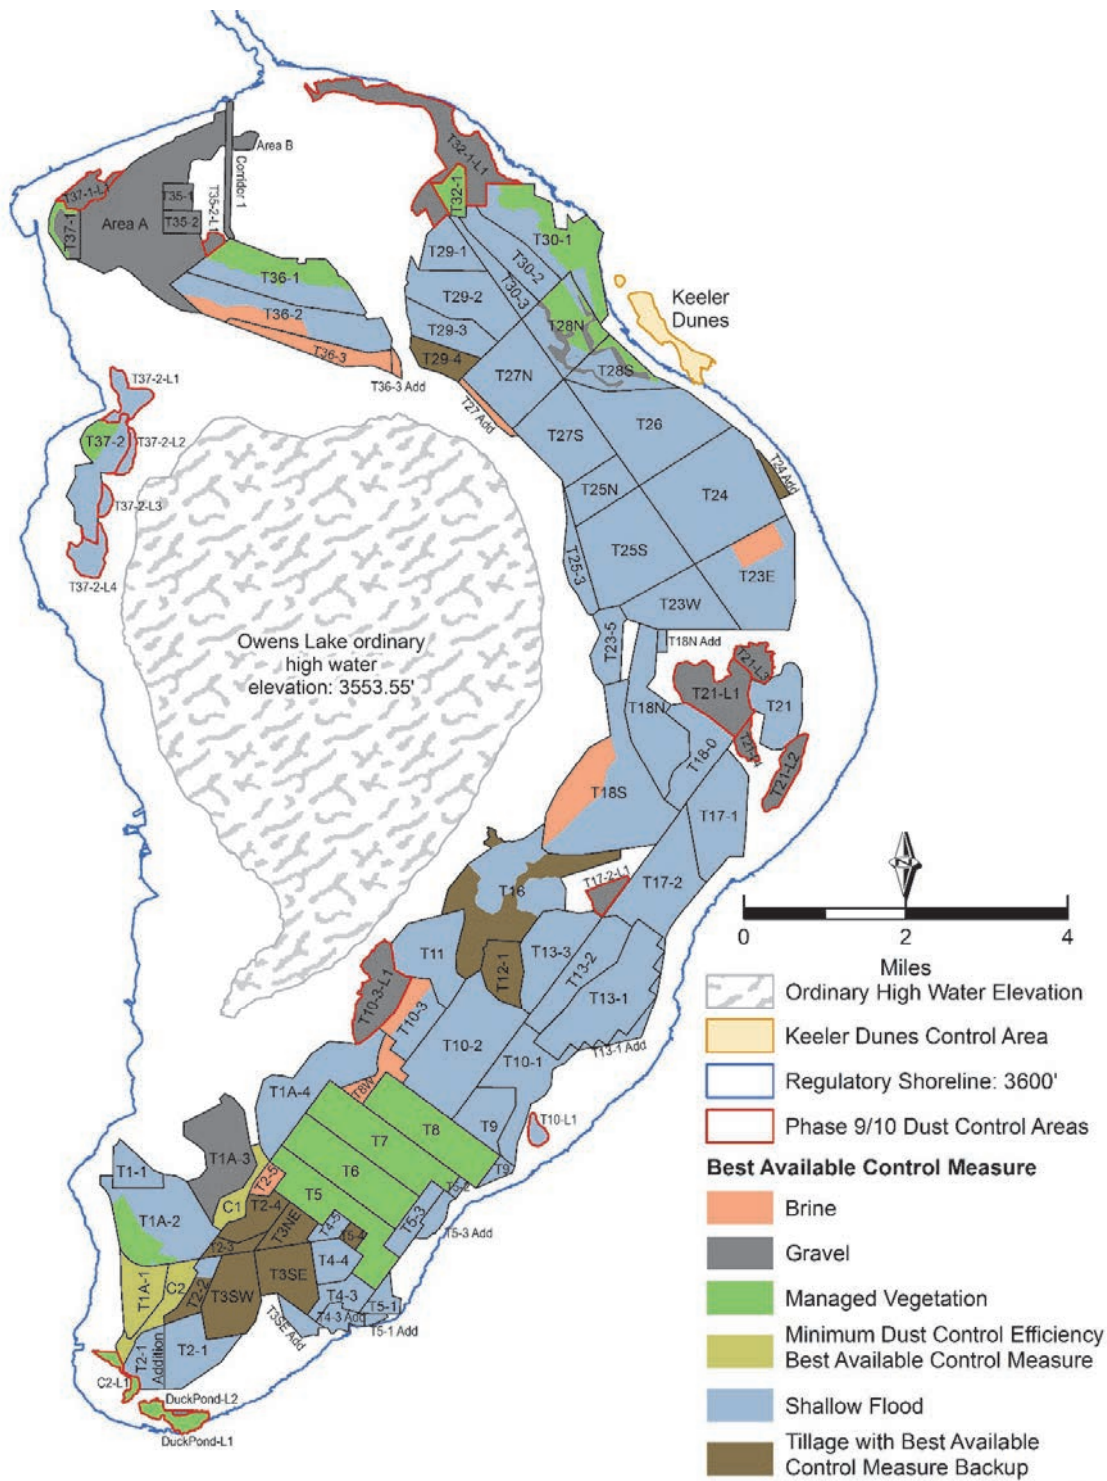 Area B
T37-1-L1
T32-1-L1
Corridor 1
T35-1
T35-2-L1
T32-1
T37-1
Area A
T35-2
T30-1
T29-1
T30-2
T36-1
T30-3
T29-2
Keeler
Dunes
T36-2
T28N
T29-3
T36-3
T29-4
T28S
T37-2-L1
T36-3 Add
T27N
T27 Add
T26
T37-2
T37-2-L2
T27S
T24 Add
T25N
T24
T37-2-L3
T25S
T25-3
T23E
T37-2-L4
T23W
T23-5
T18N Add
Owens Lake ordinary
high water
elevation: 3553.55'
T21-L3
T21-L1
T18N
T21
T18-0
T21-L4
T21-L2
T18S
T17-1
T17-2-L1
T17-2
T16
T11
T13-3
T12-1
T13-2
T10-3-L1
T13-1
T10-3
T10-2
T10-1
T13-1 Add
T1A-4
T8W
T10-L1
T9
T8
T7
T1A-3
T1-1
T6
T9
T2-5
T5-2
T5
C1
T2-4
T1A-2
T3NE
T4-5
T5-3
T5-3 Add
T5-4
T2-3
T4-4
T3SE
C2
T1A-1
T2-2
T3SW
T4-3
T5-1
T4-3 Add
T5-1 Add
T3SE Add
T2-1
Addition
T2-1
C2-L1
DuckPond-L2
DuckPond-L1
N
0 2 4
Miles
Ordinary High Water Elevation
Keeler Dunes Control Area
Regulatory Shoreline: 3600'
Phase 9/10 Dust Control Areas
Best Available Control Measure
Brine
Gravel
Managed Vegetation
Minimum Dust Control Efficiency
Best Available Control Measure
Shallow Flood
Tillage with Best Available
Control Measure Backup